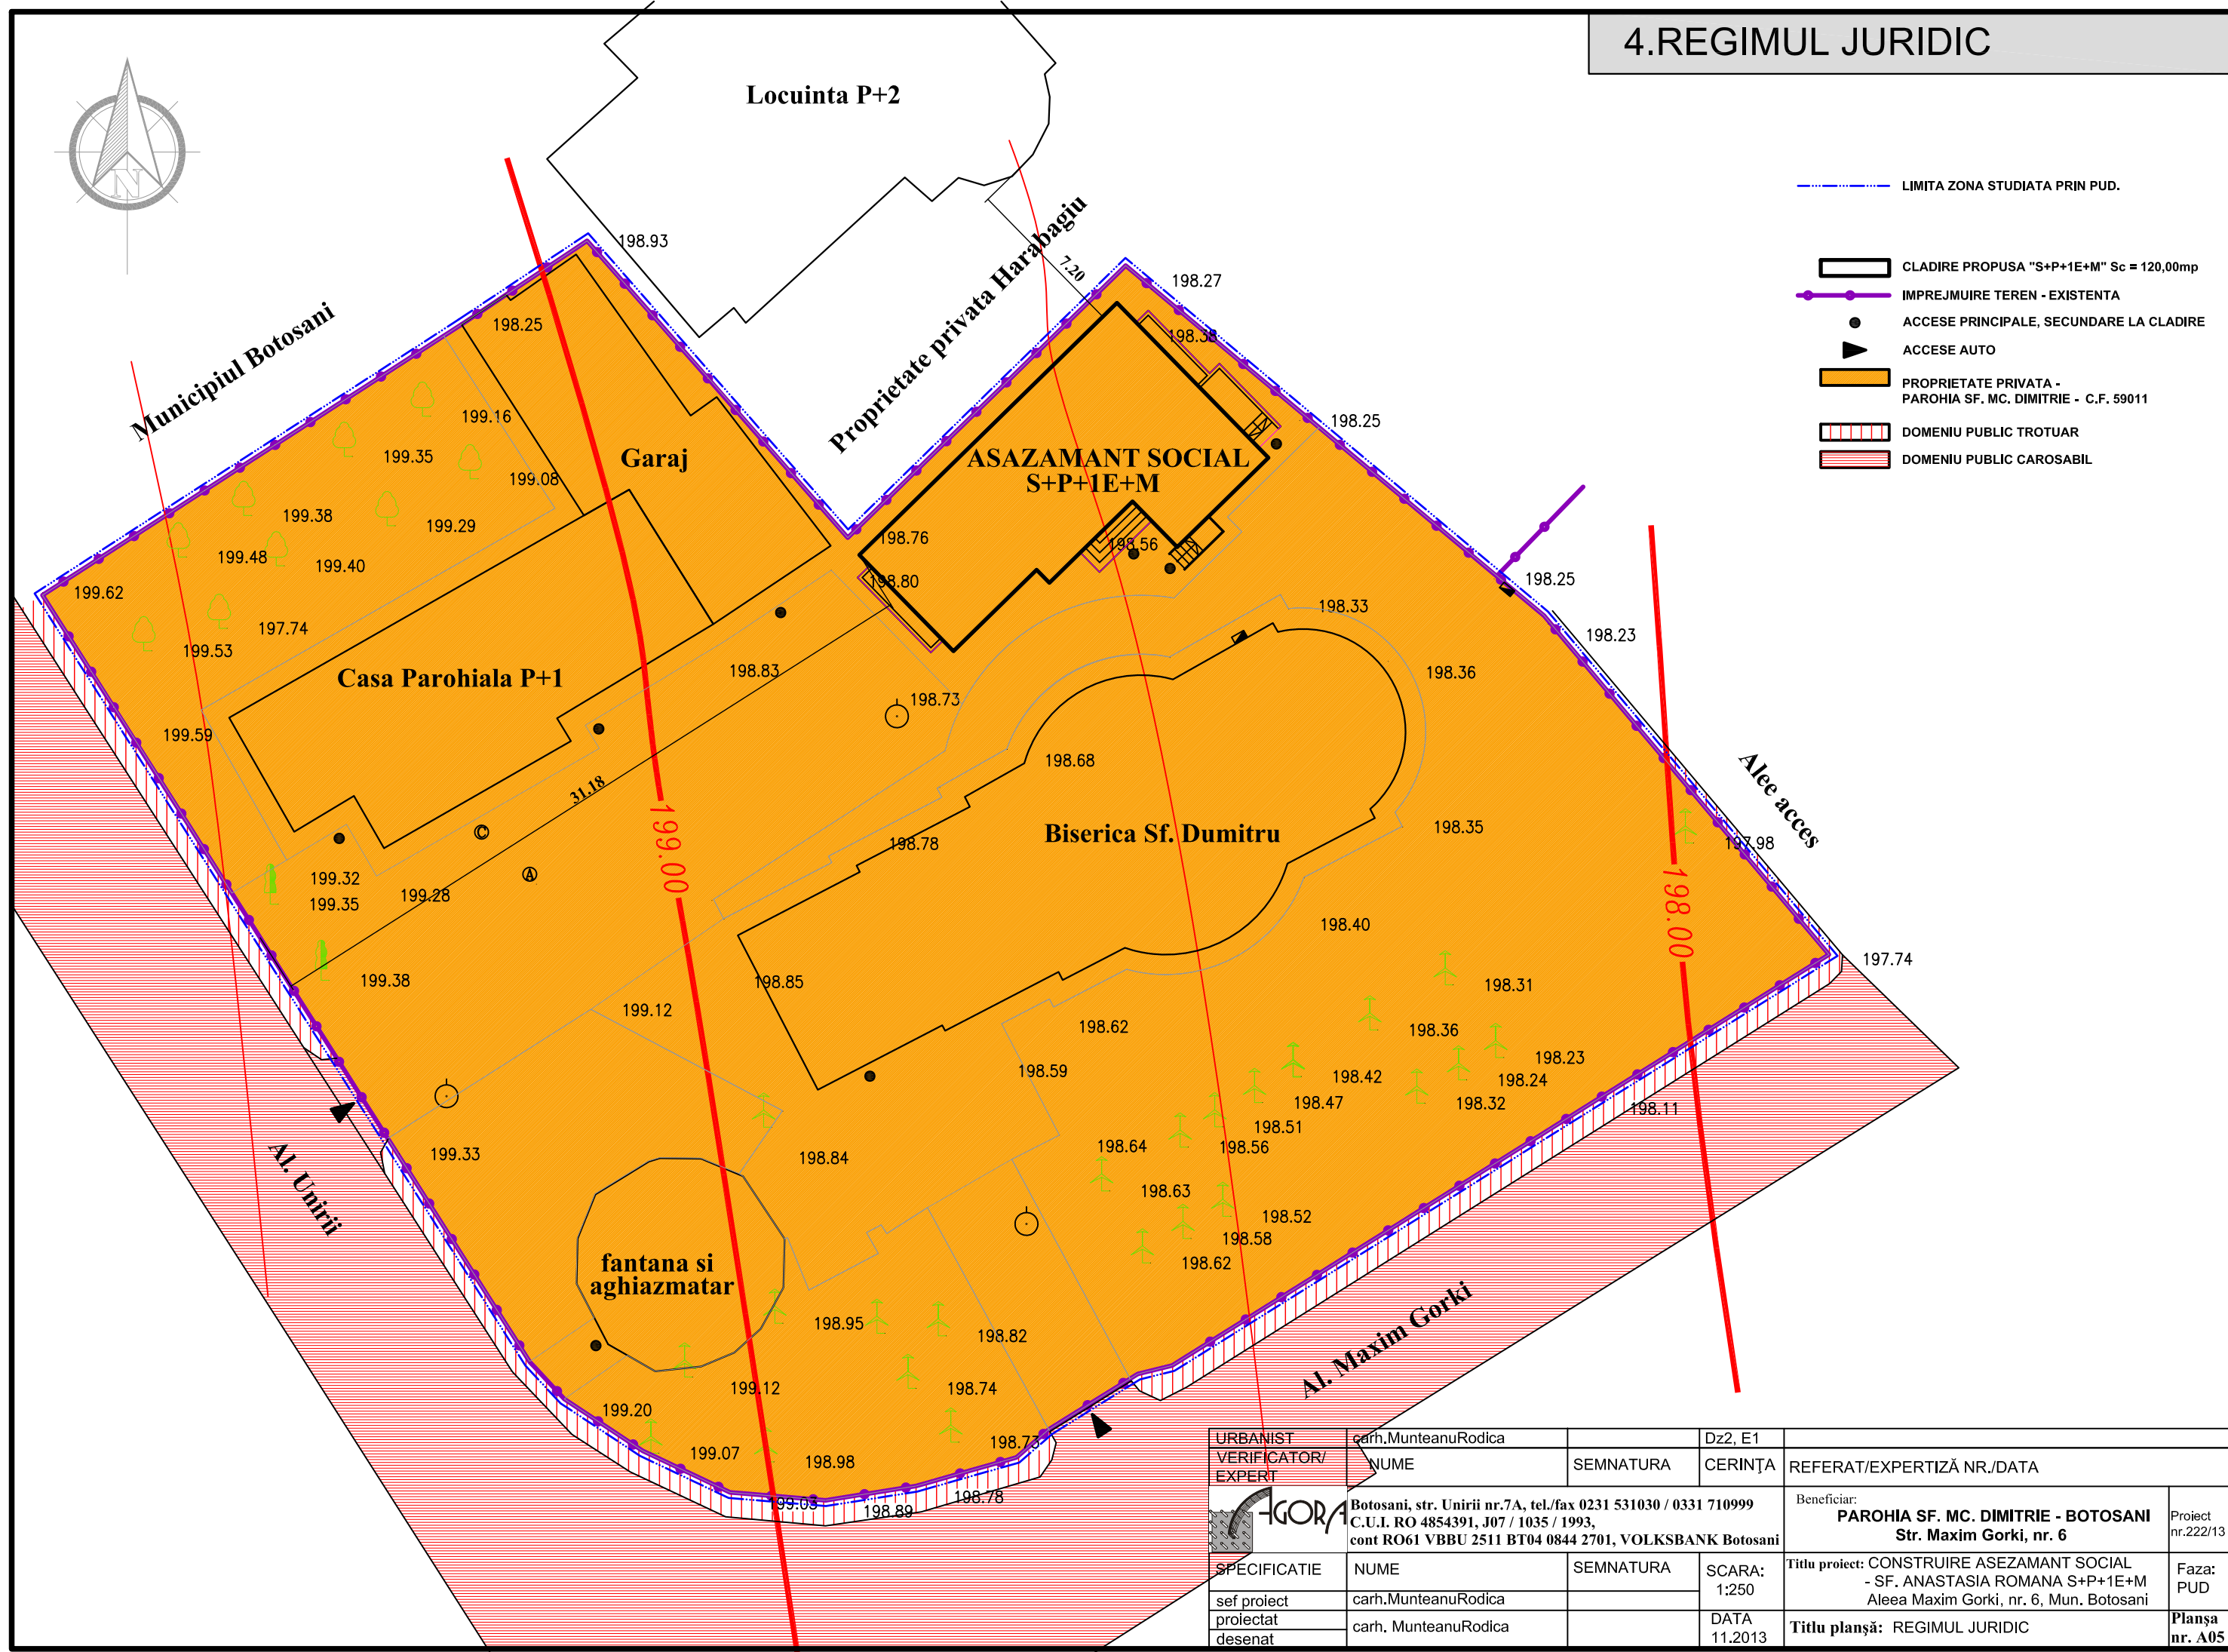 4.REGIMUL JURIDIC
N
Locuinta P+2
LIMITA ZONA STUDIATA PRIN PUD.
CLADIRE PROPUSA "S+P+1E+M" Sc = 120,00mp
IMPREJMUIRE TEREN - EXISTENTA
ACCESE PRINCIPALE, SECUNDARE LA CLADIRE
ACCESE AUTO
PROPRIETATE PRIVATA -
PAROHIA SF. MC. DIMITRIE - C.F. 59011
DOMENIU PUBLIC TROTUAR
DOMENIU PUBLIC CAROSABIL
Municipiul Botosani
Proprietate privata Harabagiu
7.20
198.93
198.27
198.25
198.38
199.16
198.25
199.35
Garaj
ASAZAMANT SOCIAL
S+P+1E+M
199.08
199.38
199.29
198.76
198.56
199.48
199.40
198.80
198.25
199.62
198.33
197.74
198.23
199.53
Casa Parohiala P+1
198.83
198.36
198.73
199.59
198.68
31.18
Alee acces
199.00
C
198.78
Biserica Sf. Dumitru
198.35
197.98
A
199.32
199.35
199.28
198.00
198.40
199.38
198.85
197.74
198.31
199.12
198.62
198.36
198.23
198.59
198.42
198.24
198.47
198.32
198.11
198.51
199.33
198.84
198.64
198.56
Al. Unirii
198.63
198.52
198.58
fantana si
aghiazmatar
198.62
198.95
198.82
Al. Maxim Gorki
199.12
198.74
199.20
198.73
199.07
198.98
199.03
198.89
198.78
URBANIST carh.MunteanuRodica Dz2, E1
VERIFICATOR/
EXPERT NUME SEMNATURA CERINŢA REFERAT/EXPERTIZĂ NR./DATA
AGORA
Botosani, str. Unirii nr.7A, tel./fax 0231 531030 / 0331 710999
C.U.I. RO 4854391, J07 / 1035 / 1993,
cont RO61 VBBU 2511 BT04 0844 2701, VOLKSBANK Botosani
Beneficiar:
PAROHIA SF. MC. DIMITRIE - BOTOSANI
Str. Maxim Gorki, nr. 6
Proiect
nr.222/13
SPECIFICATIE NUME SEMNATURA SCARA:
1:250
Titlu proiect: CONSTRUIRE ASEZAMANT SOCIAL
- SF. ANASTASIA ROMANA S+P+1E+M
Aleea Maxim Gorki, nr. 6, Mun. Botosani
Faza:
PUD
sef proiect carh.MunteanuRodica
proiectat
desenat
carh. MunteanuRodica
DATA
11.2013
Titlu planşă: REGIMUL JURIDIC
Planşa
nr. A05